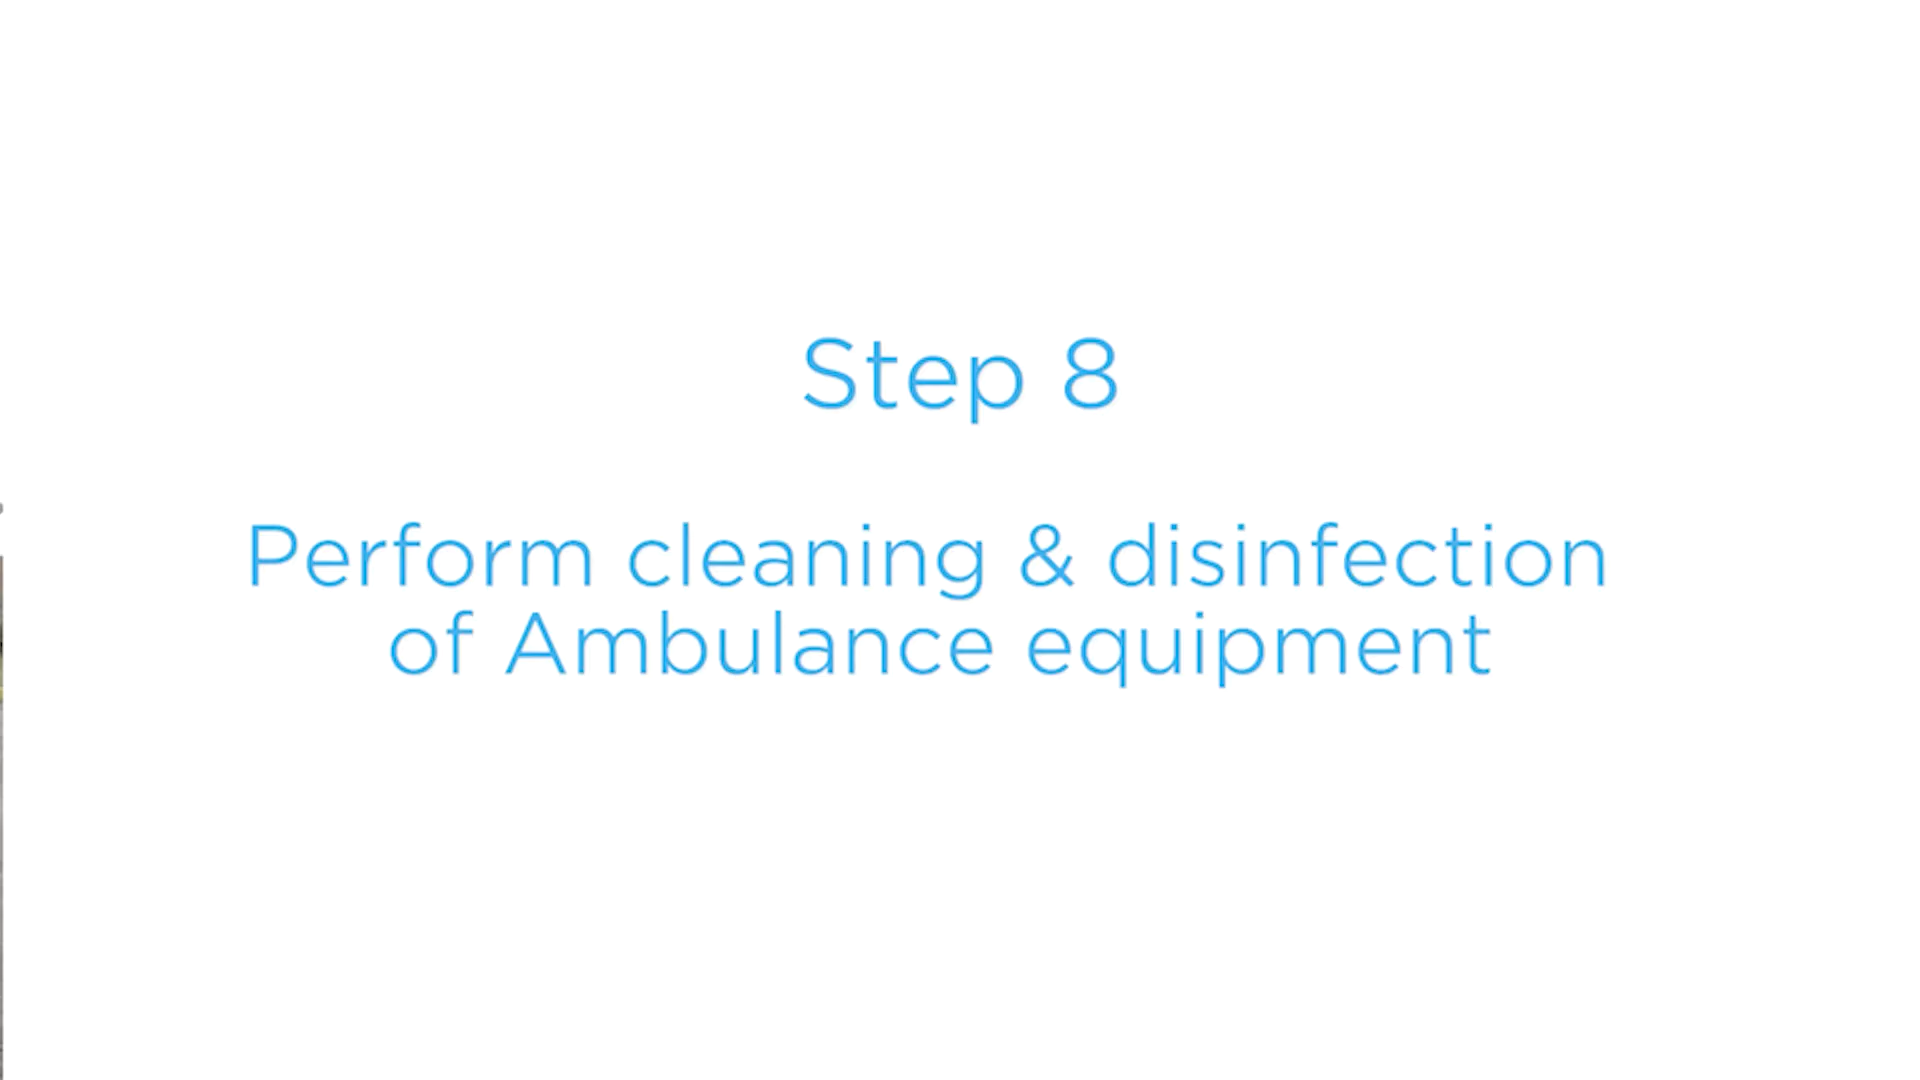 Step 8
Perform cleaning & disinfection
of Ambulance equipment